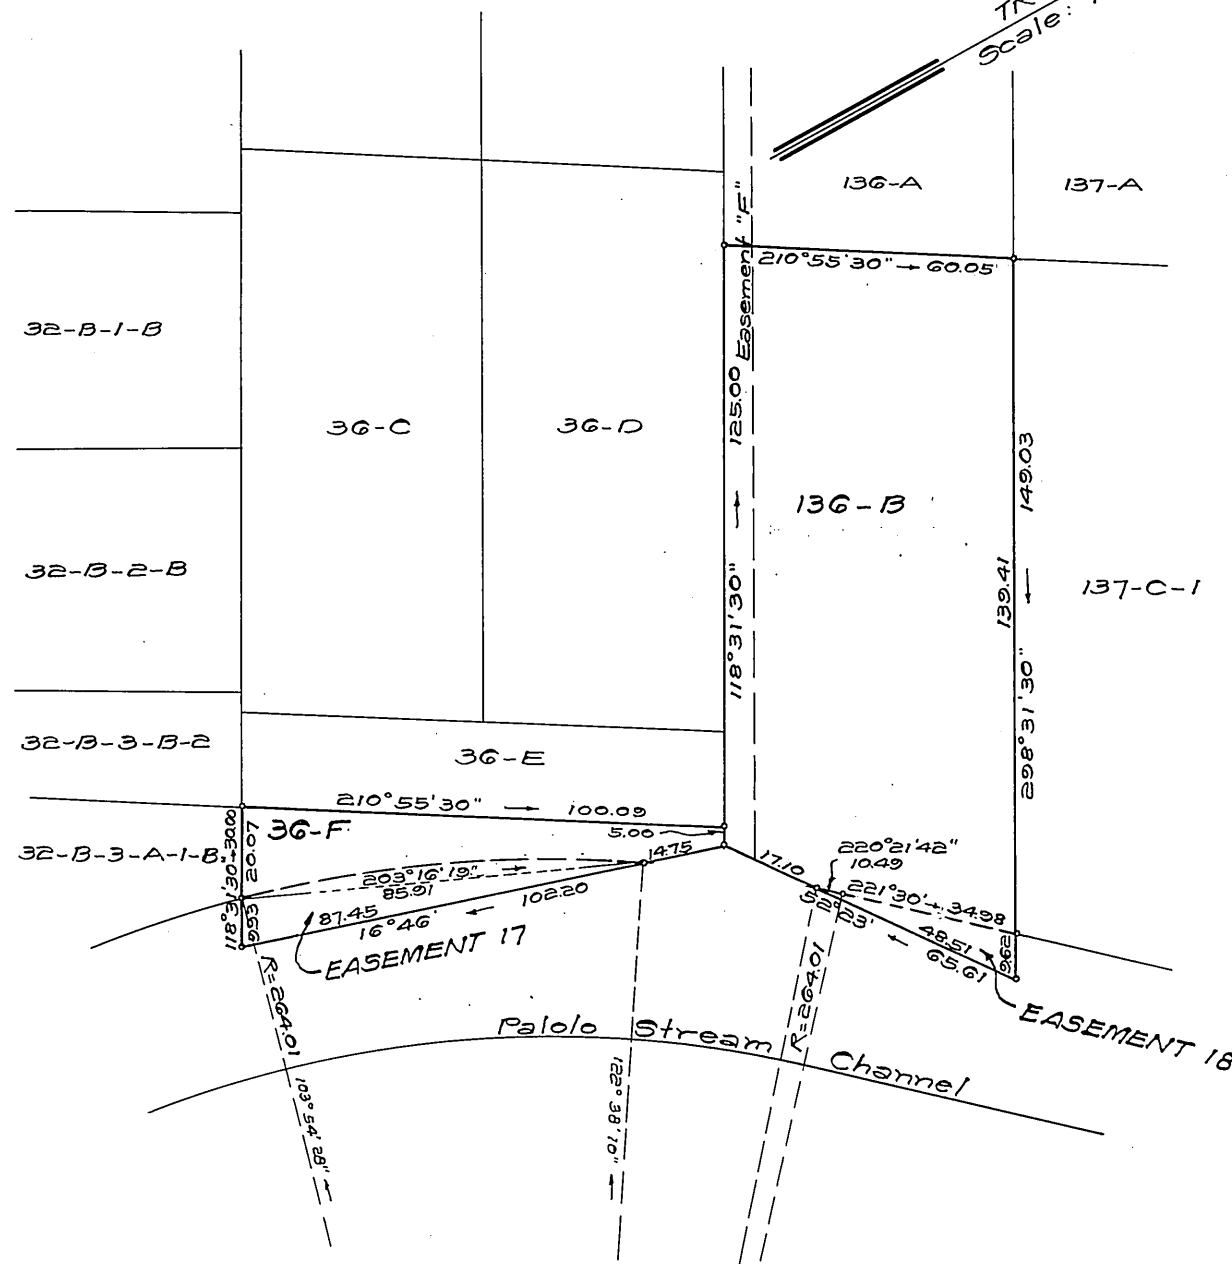 Scale:
136-A
137-A
Easement "F"
210°55'30" → 60.05'
32-B-1-B
36-C
36-D
125.00
118°31'30"
136-B
149.03
139.41
298°31'30"
32-B-2-B
137-C-1
32-B-3-B-2
36-E
210°55'30" → 100.09
5.00
36-F
32-B-3-A-1-B
118°31'30"
30.00
20.07
9.53
203°16'19"
85.91
14.75
87.45
102.20
16°46'
EASEMENT 17
17.10
220°21'42"
10.49
221°30' → 34.98
52°23'
48.51
65.61
9.62
EASEMENT 18
R=264.01
R=264.01
Palolo Stream Channel
103°54'28"
122°38'10"